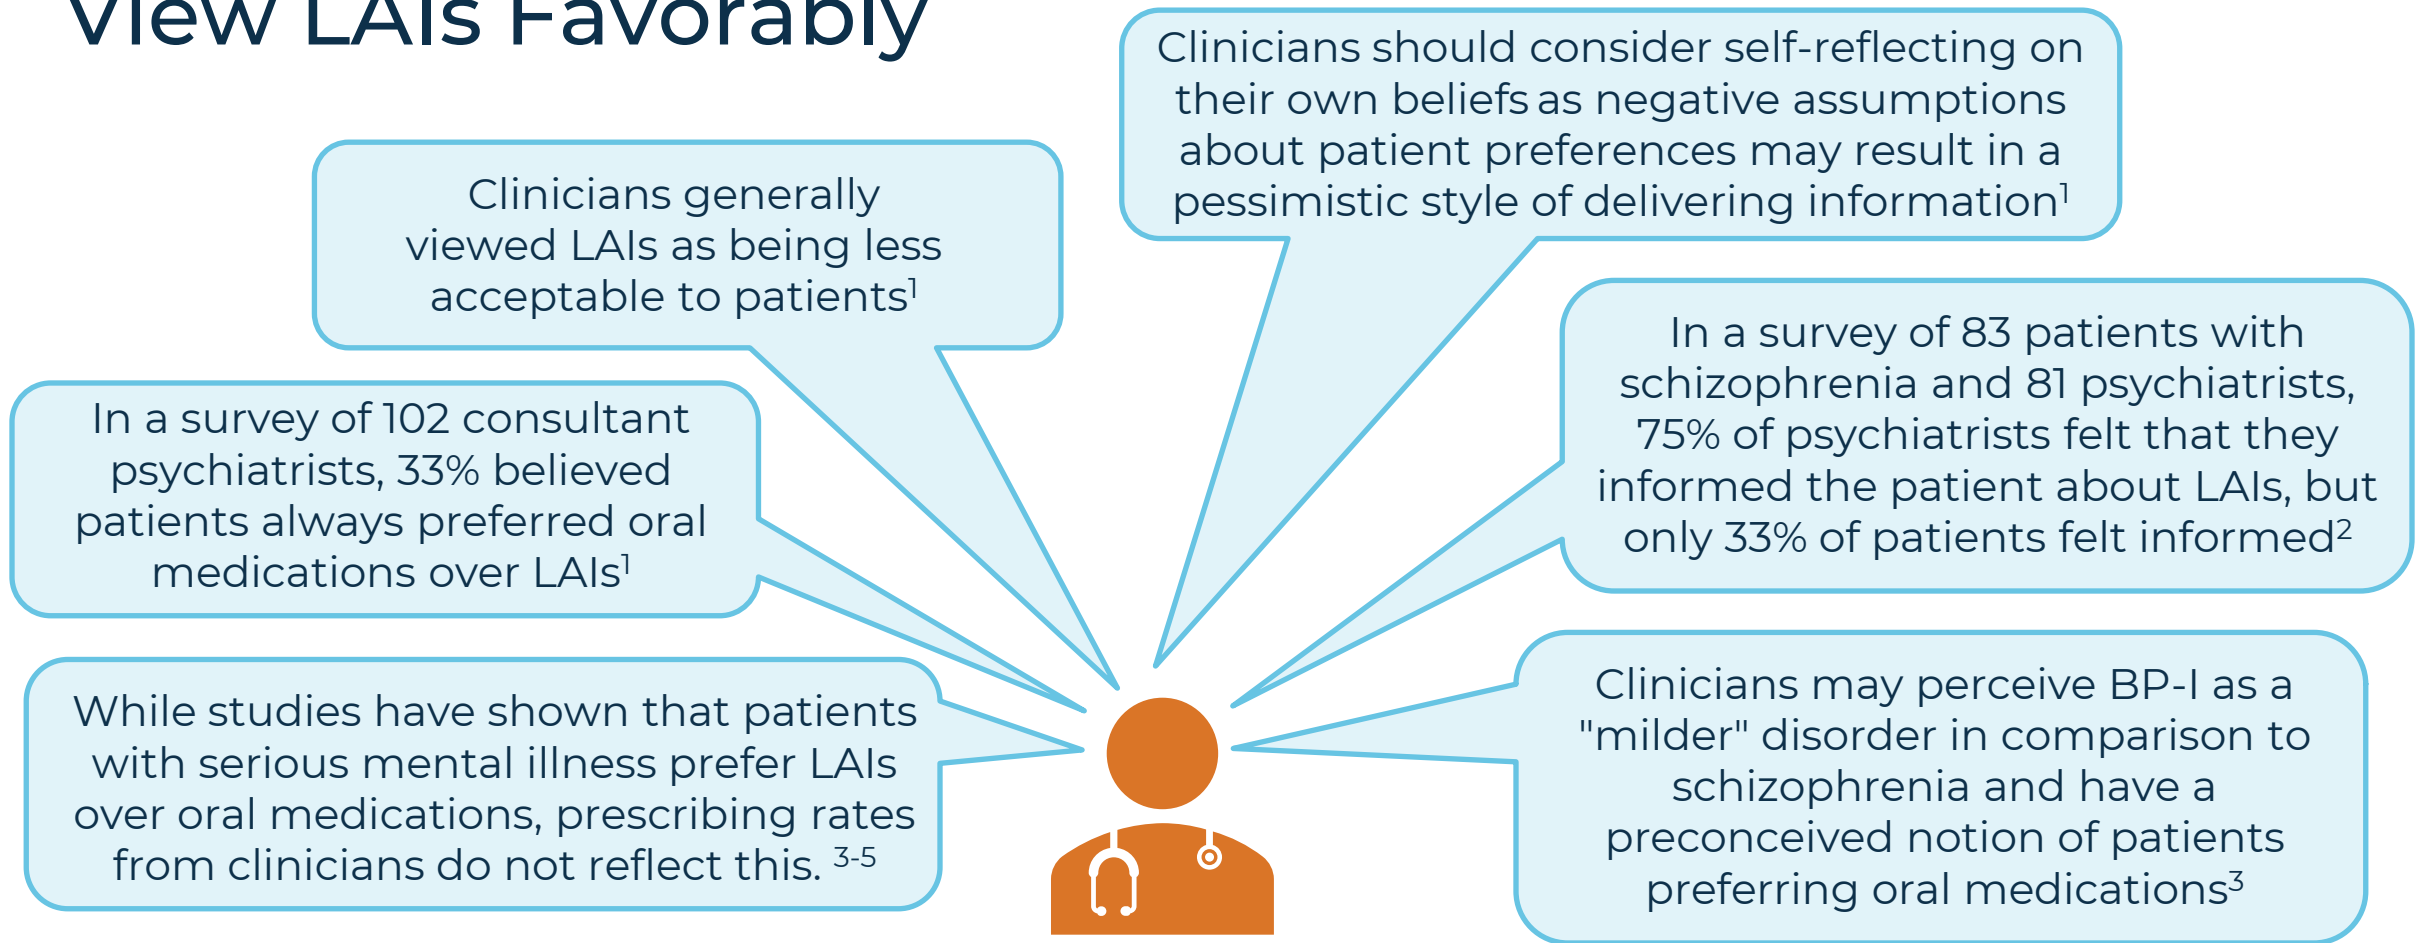 View LAIs Favorably
Clinicians should consider self-reflecting on
their own beliefs as negative assumptions
about patient preferences may result in a
pessimistic style of delivering information¹
Clinicians generally
viewed LAIs as being less
acceptable to patients¹
In a survey of 83 patients with
schizophrenia and 81 psychiatrists,
75% of psychiatrists felt that they
informed the patient about LAIs, but
only 33% of patients felt informed²
In a survey of 102 consultant
psychiatrists, 33% believed
patients always preferred oral
medications over LAIs¹
Clinicians may perceive BP-I as a
"milder" disorder in comparison to
schizophrenia and have a
preconceived notion of patients
preferring oral medications³
While studies have shown that patients
with serious mental illness prefer LAIs
over oral medications, prescribing rates
from clinicians do not reflect this. ³⁻⁵